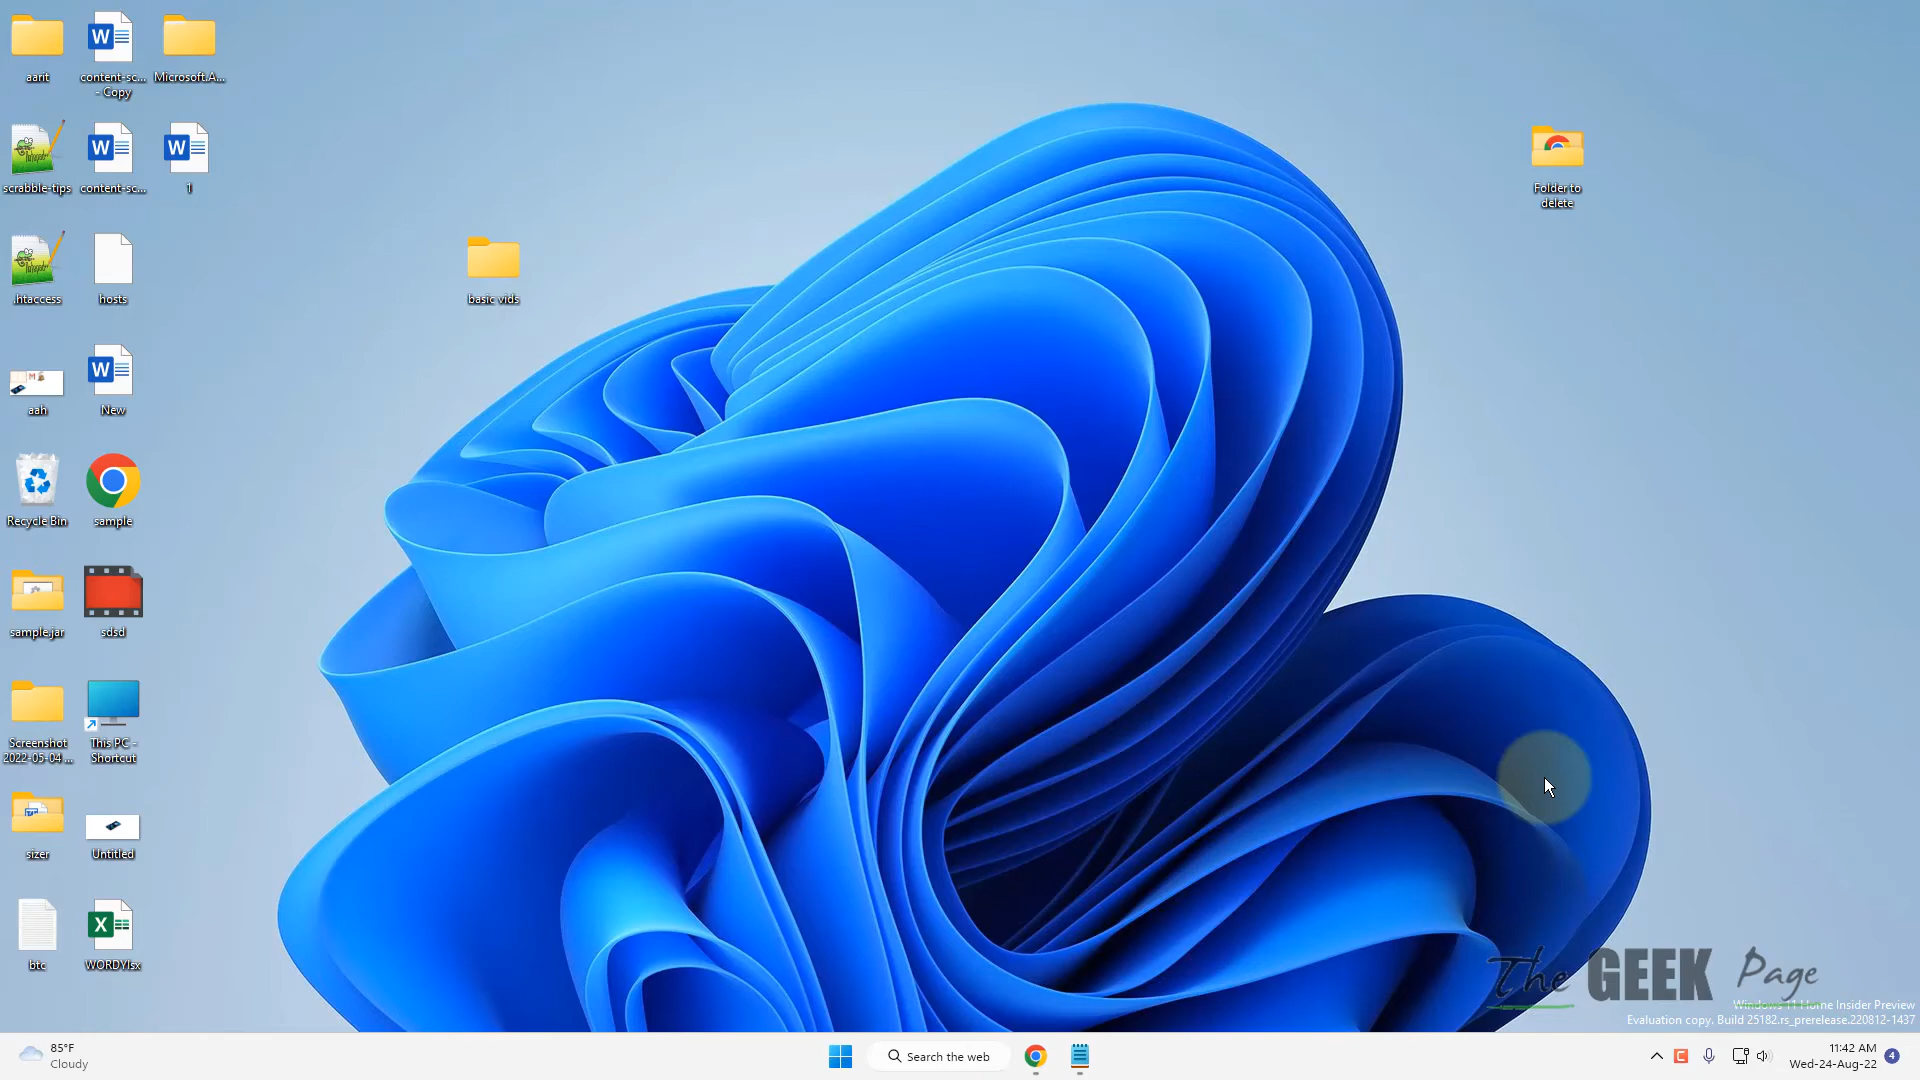 aarit
content-sc...
- Copy
Microsoft.A...
scrabble-tips
content-sc...
1
Folder to
delete
.htaccess
hosts
basic vids
aah
New
Recycle Bin
sample
sample.jar
sdsd
Screenshot
2022-05-04 ...
This PC -
Shortcut
sizer
Untitled
btc
WORDYlsx
The GEEK Page
Windows 11 Home Insider Preview
Evaluation copy. Build 25182.rs_prerelease.220812-1437
85°F
Cloudy
Search the web
11:42 AM
Wed-24-Aug-22
4